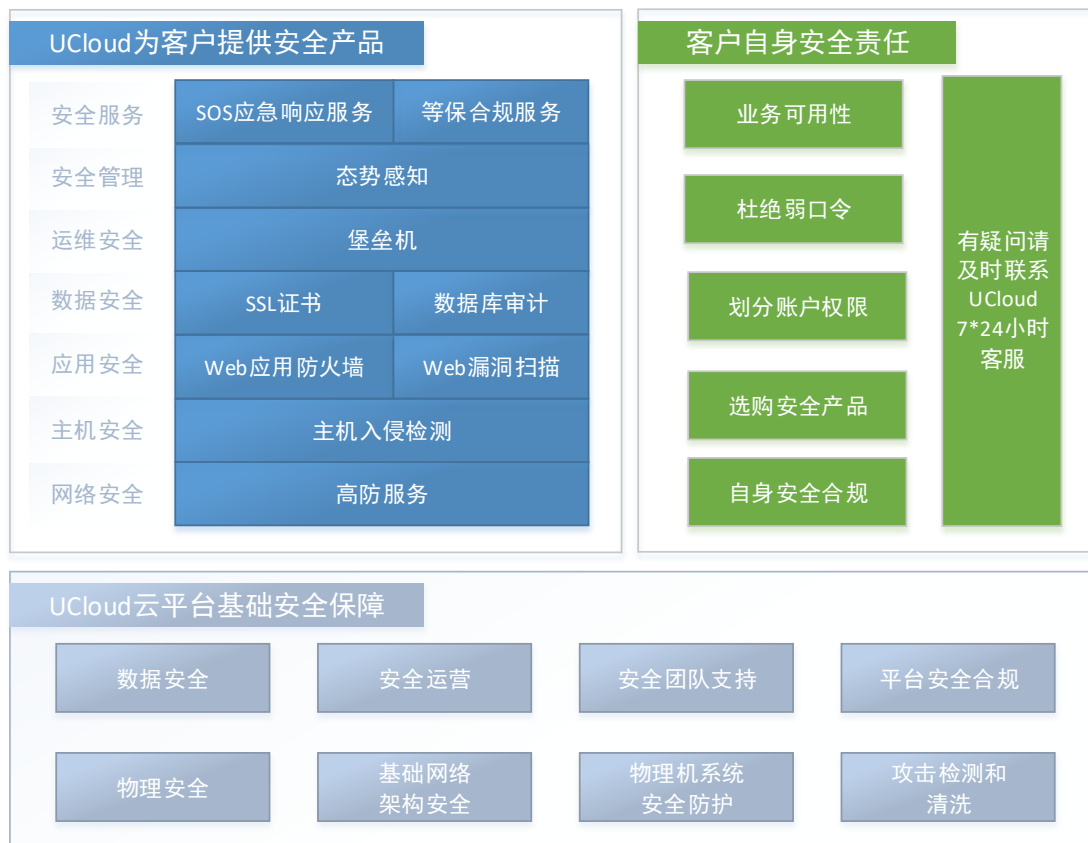 UCloud为客户提供安全产品
安全服务
SOS应急响应服务
等保合规服务
安全管理
态势感知
运维安全
堡垒机
数据安全
SSL证书
数据库审计
应用安全
Web应用防火墙
Web漏洞扫描
主机安全
主机入侵检测
网络安全
高防服务
客户自身安全责任
业务可用性
杜绝弱口令
划分账户权限
选购安全产品
自身安全合规
有疑问请
及时联系
UCloud
7*24小时
客服
UCloud云平台基础安全保障
数据安全
安全运营
安全团队支持
平台安全合规
物理安全
基础网络
架构安全
物理机系统
安全防护
攻击检测和
清洗